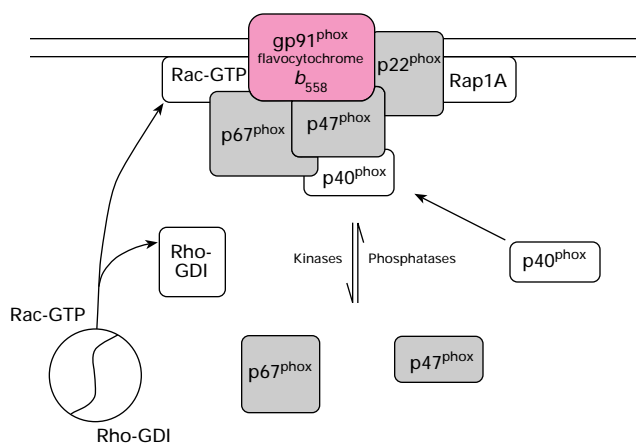 gp91phox
flavocytochrome
b558
Rac-GTP
p22phox
Rap1A
p67phox
p47phox
p40phox
Rho-
GDI
Kinases
Phosphatases
p40phox
Rac-GTP
p67phox
p47phox
Rho-GDI